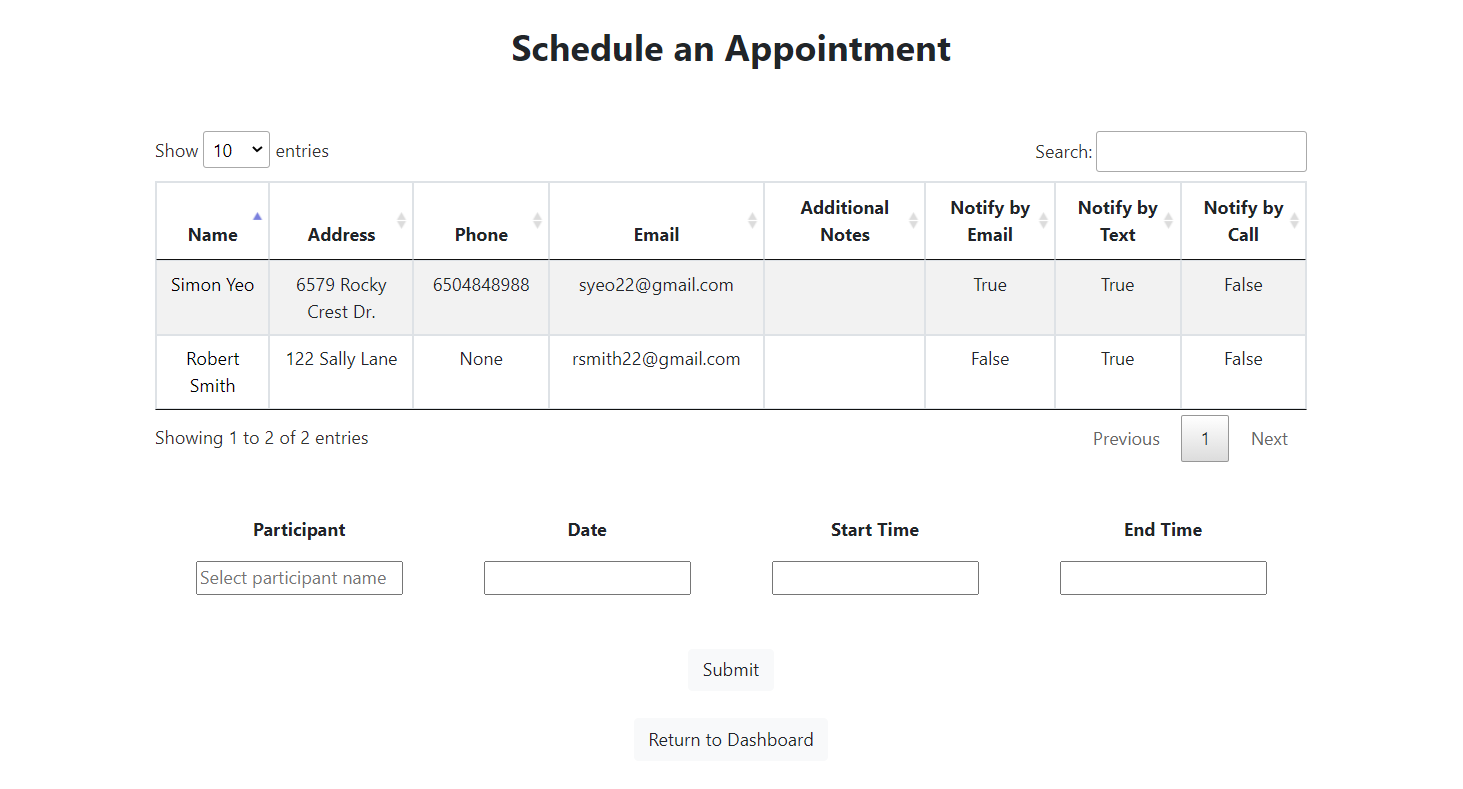 Schedule an Appointment
Show 10 entries
Search:
Name Address Phone Email Additional Notes Notify by Email Notify by Text Notify by Call
Simon Yeo 6579 Rocky Crest Dr. 6504848988 syeo22@gmail.com True True False
Robert Smith 122 Sally Lane None rsmith22@gmail.com False True False
Showing 1 to 2 of 2 entries
Previous 1 Next
Participant Date Start Time End Time
Select participant name
Submit
Return to Dashboard